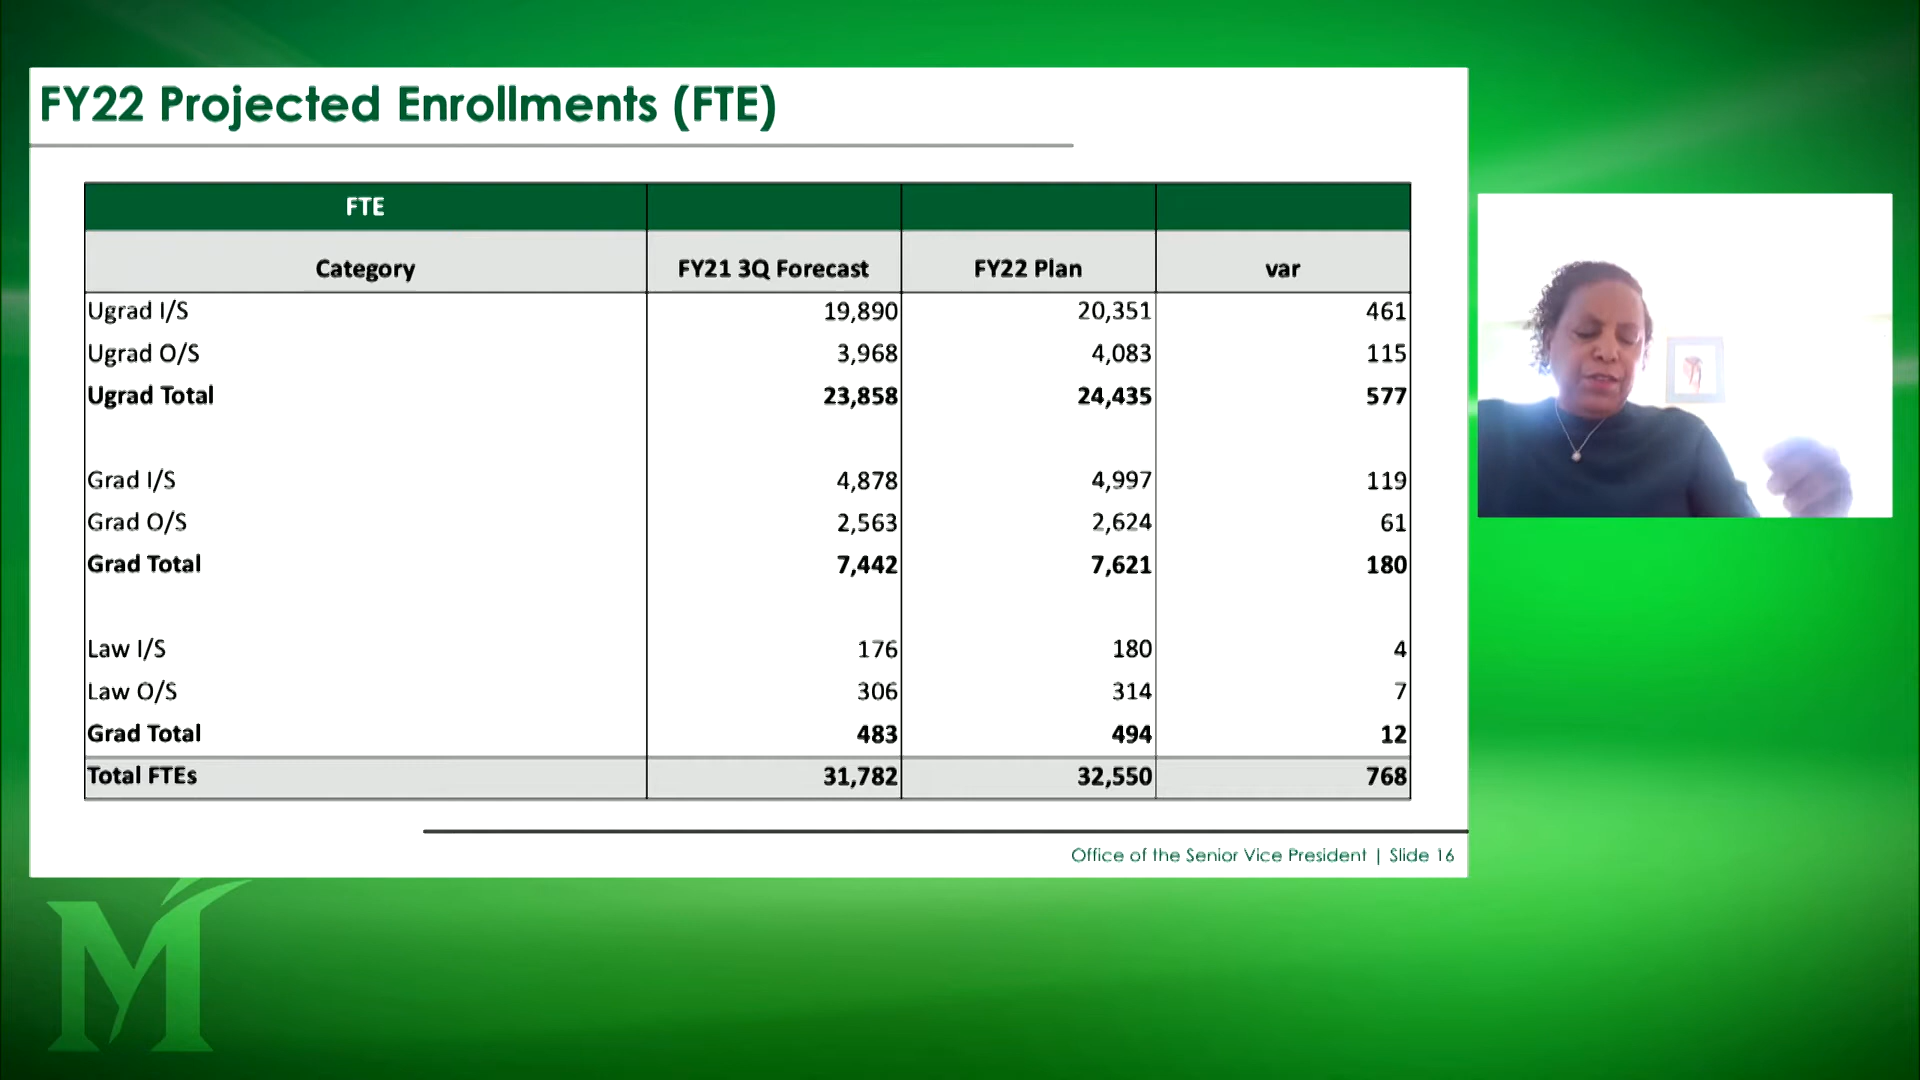 FY22 Projected Enrollments (FTE)
FTE
Category FY21 3Q Forecast FY22 Plan var
Ugrad I/S 19,890 20,351 461
Ugrad O/S 3,968 4,083 115
Ugrad Total 23,858 24,435 577
Grad I/S 4,878 4,997 119
Grad O/S 2,563 2,624 61
Grad Total 7,442 7,621 180
Law I/S 176 180 4
Law O/S 306 314 7
Grad Total 483 494 12
Total FTEs 31,782 32,550 768
Office of the Senior Vice President | Slide 16
M